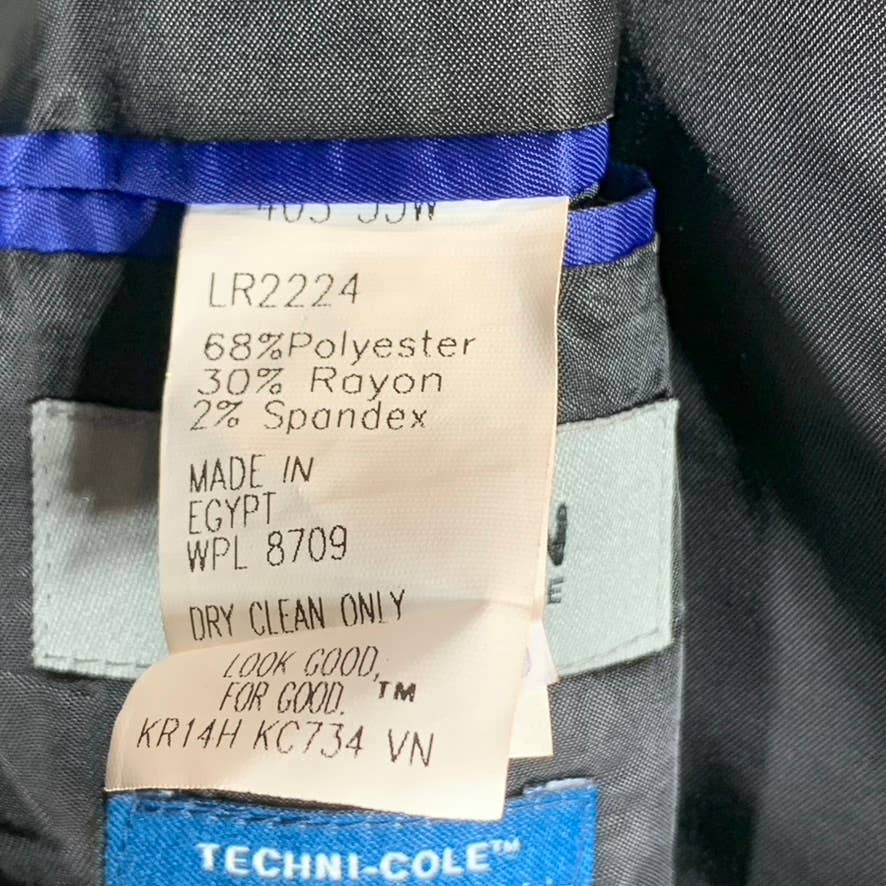 LR2224
68%Polyester
30% Rayon
2% Spandex
MADE IN
EGYPT
WPL 8709
DRY CLEAN ONLY
LOOK GOOD,
FOR GOOD.™
KR14H KC734 VN
E
TECHNI-COLE™